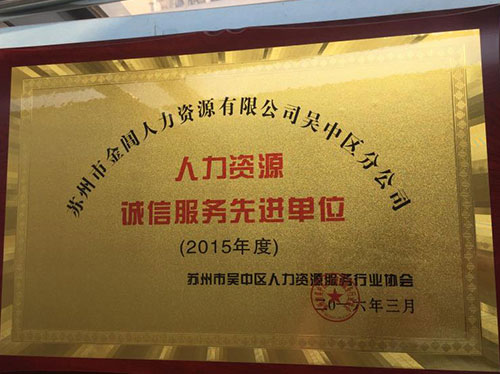 苏州市金阊人力资源有限公司吴中区分公司
人力资源
诚信服务先进单位
(2015年度)
苏州市吴中区人力资源服务行业协会
二〇一六年三月